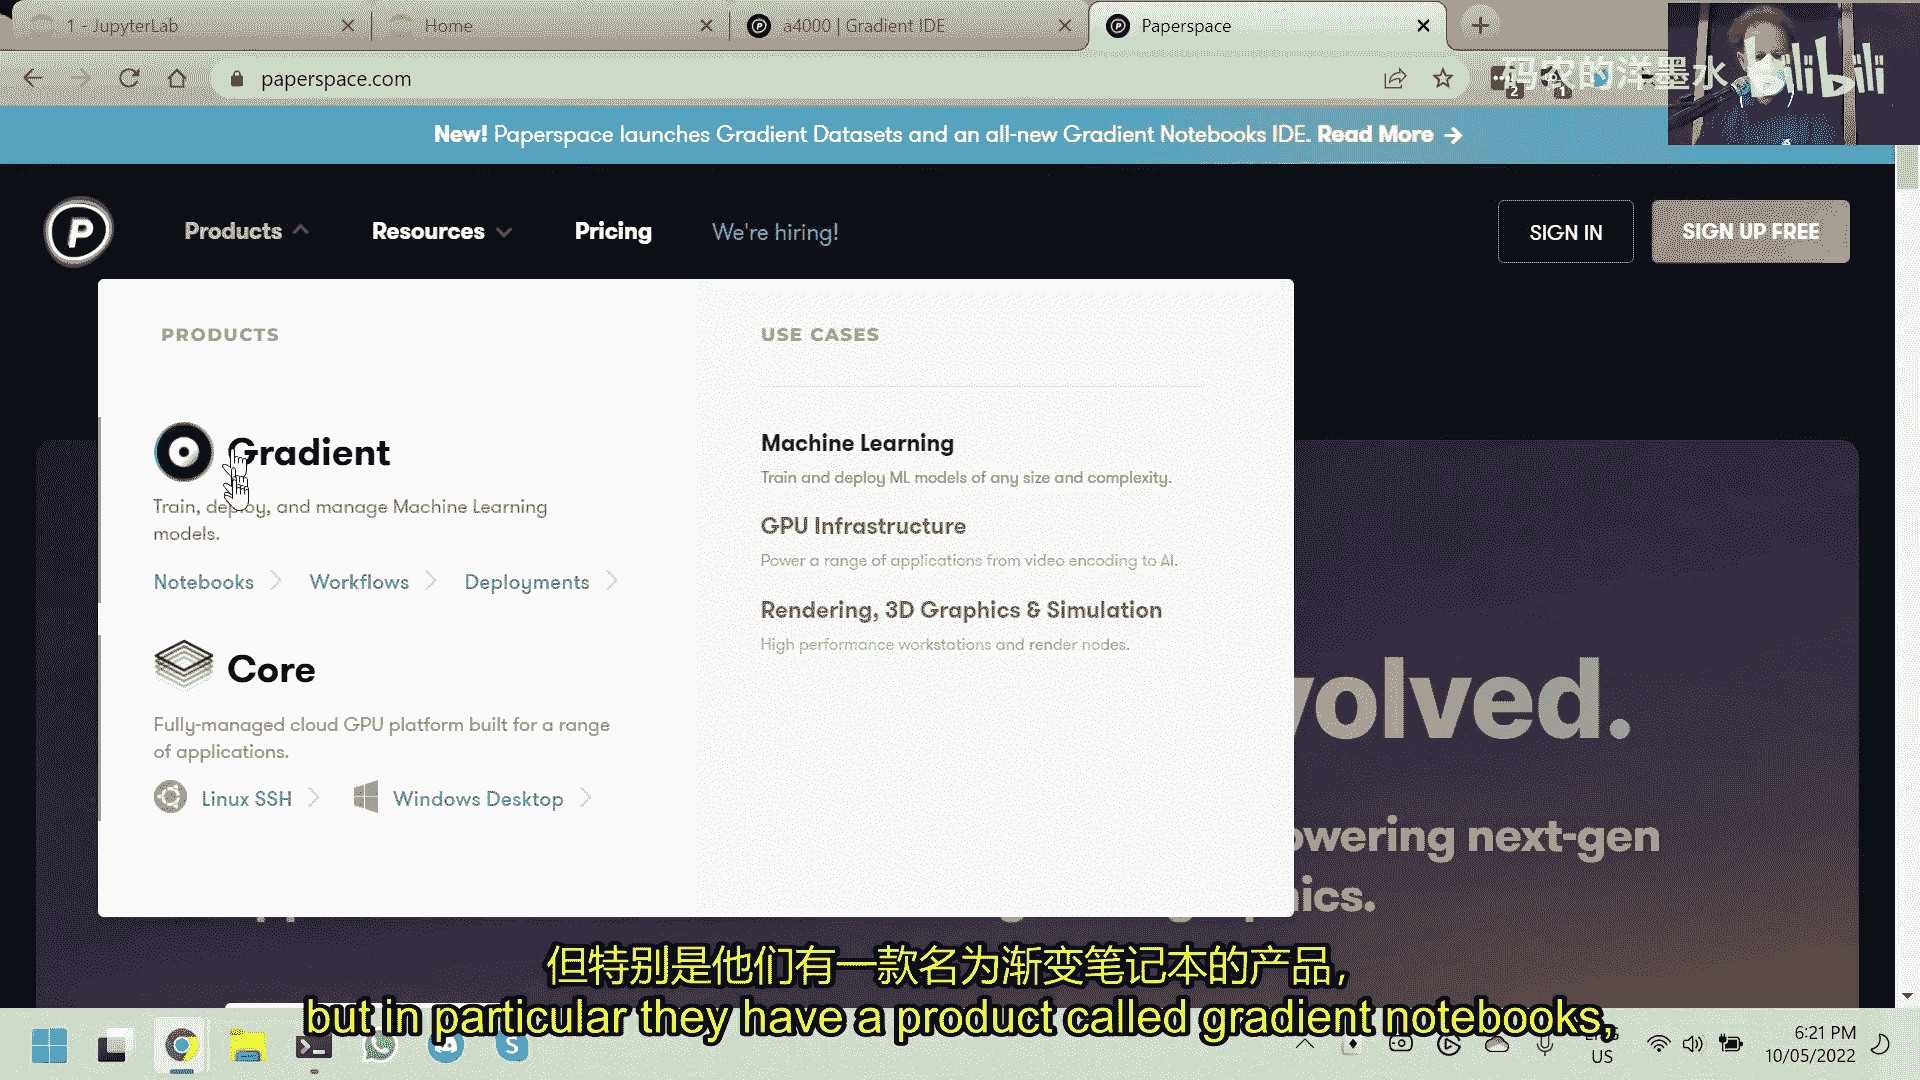 1 - JupyterLab
Home
a4000 | Gradient IDE
Paperspace
paperspace.com
2
1
码农的洋墨水
bilibili
New! Paperspace launches Gradient Datasets and an all-new Gradient Notebooks IDE. Read More →
P
Products
Resources
Pricing
We're hiring!
SIGN IN
SIGN UP FREE
PRODUCTS
USE CASES
Gradient
Train, deploy, and manage Machine Learning
models.
Notebooks
Workflows
Deployments
Machine Learning
Train and deploy ML models of any size and complexity.
GPU Infrastructure
Power a range of applications from video encoding to AI.
Rendering, 3D Graphics & Simulation
High performance workstations and render nodes.
Core
Fully-managed cloud GPU platform built for a range
of applications.
Linux SSH
Windows Desktop
volved.
owering next-gen
ics.
但特别是他们有一款名为渐变笔记本的产品，
but in particular they have a product called gradient notebooks,
US
6:21 PM
10/05/2022